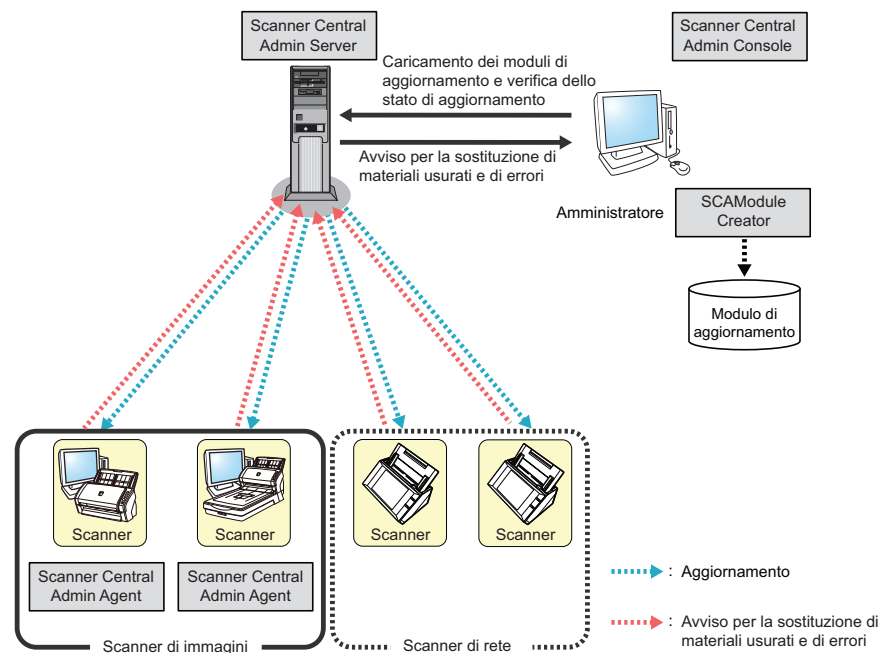 Scanner Central
Admin Server
Scanner Central
Admin Console
Caricamento dei moduli di
aggiornamento e verifica dello
stato di aggiornamento
Avviso per la sostituzione di
materiali usurati e di errori
Amministratore
SCAModule
Creator
Modulo di
aggiornamento
Scanner
Scanner
Scanner
Scanner
Scanner Central
Admin Agent
Scanner Central
Admin Agent
Scanner di immagini
Scanner di rete
: Aggiornamento
: Avviso per la sostituzione di
materiali usurati e di errori